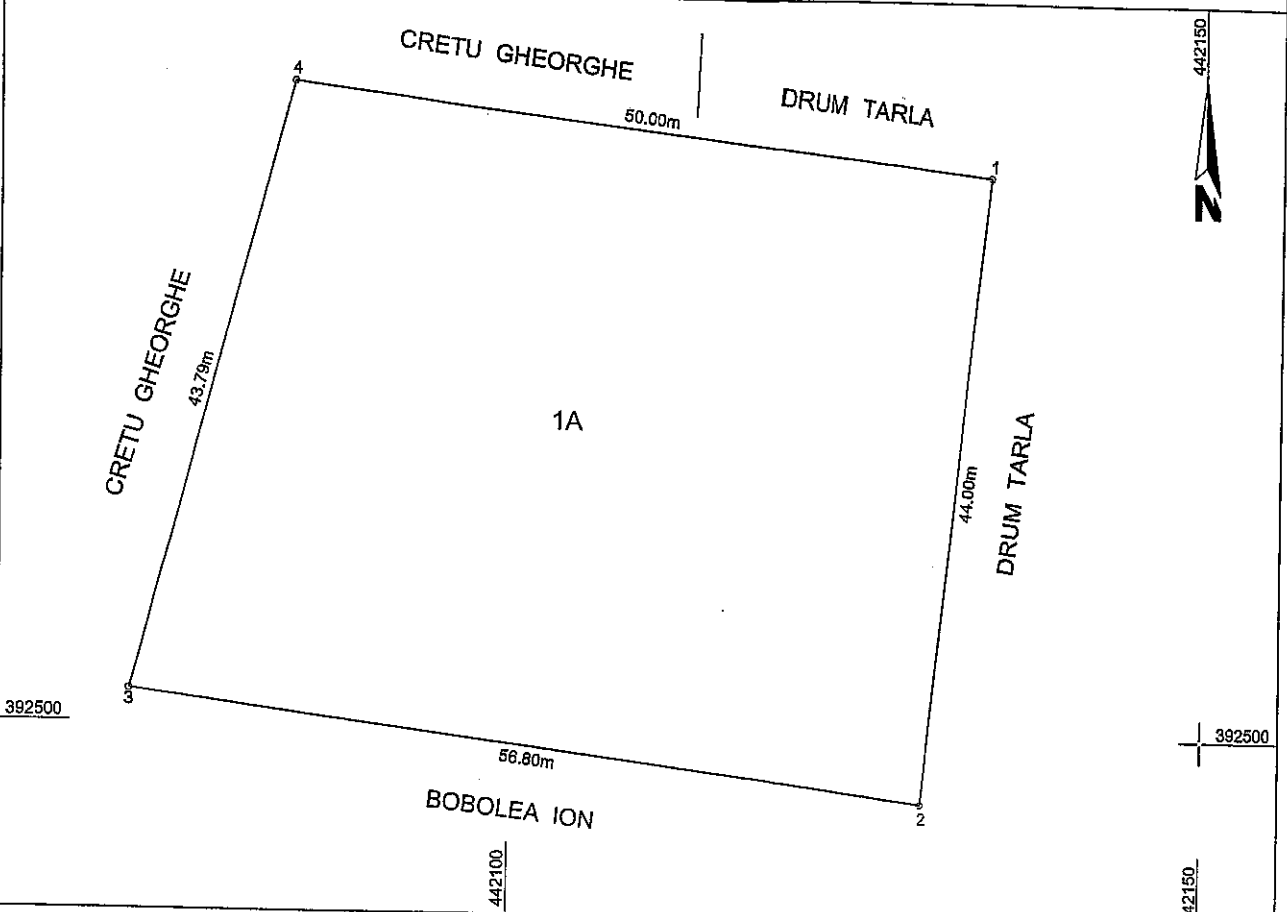 442150
CRETU GHEORGHE
DRUM TARLA
4
50.00m
1
N
CRETU GHEORGHE
43.79m
1A
44.00m
DRUM TARLA
3
392500
392500
56.80m
2
BOBOLEA ION
442100
42150